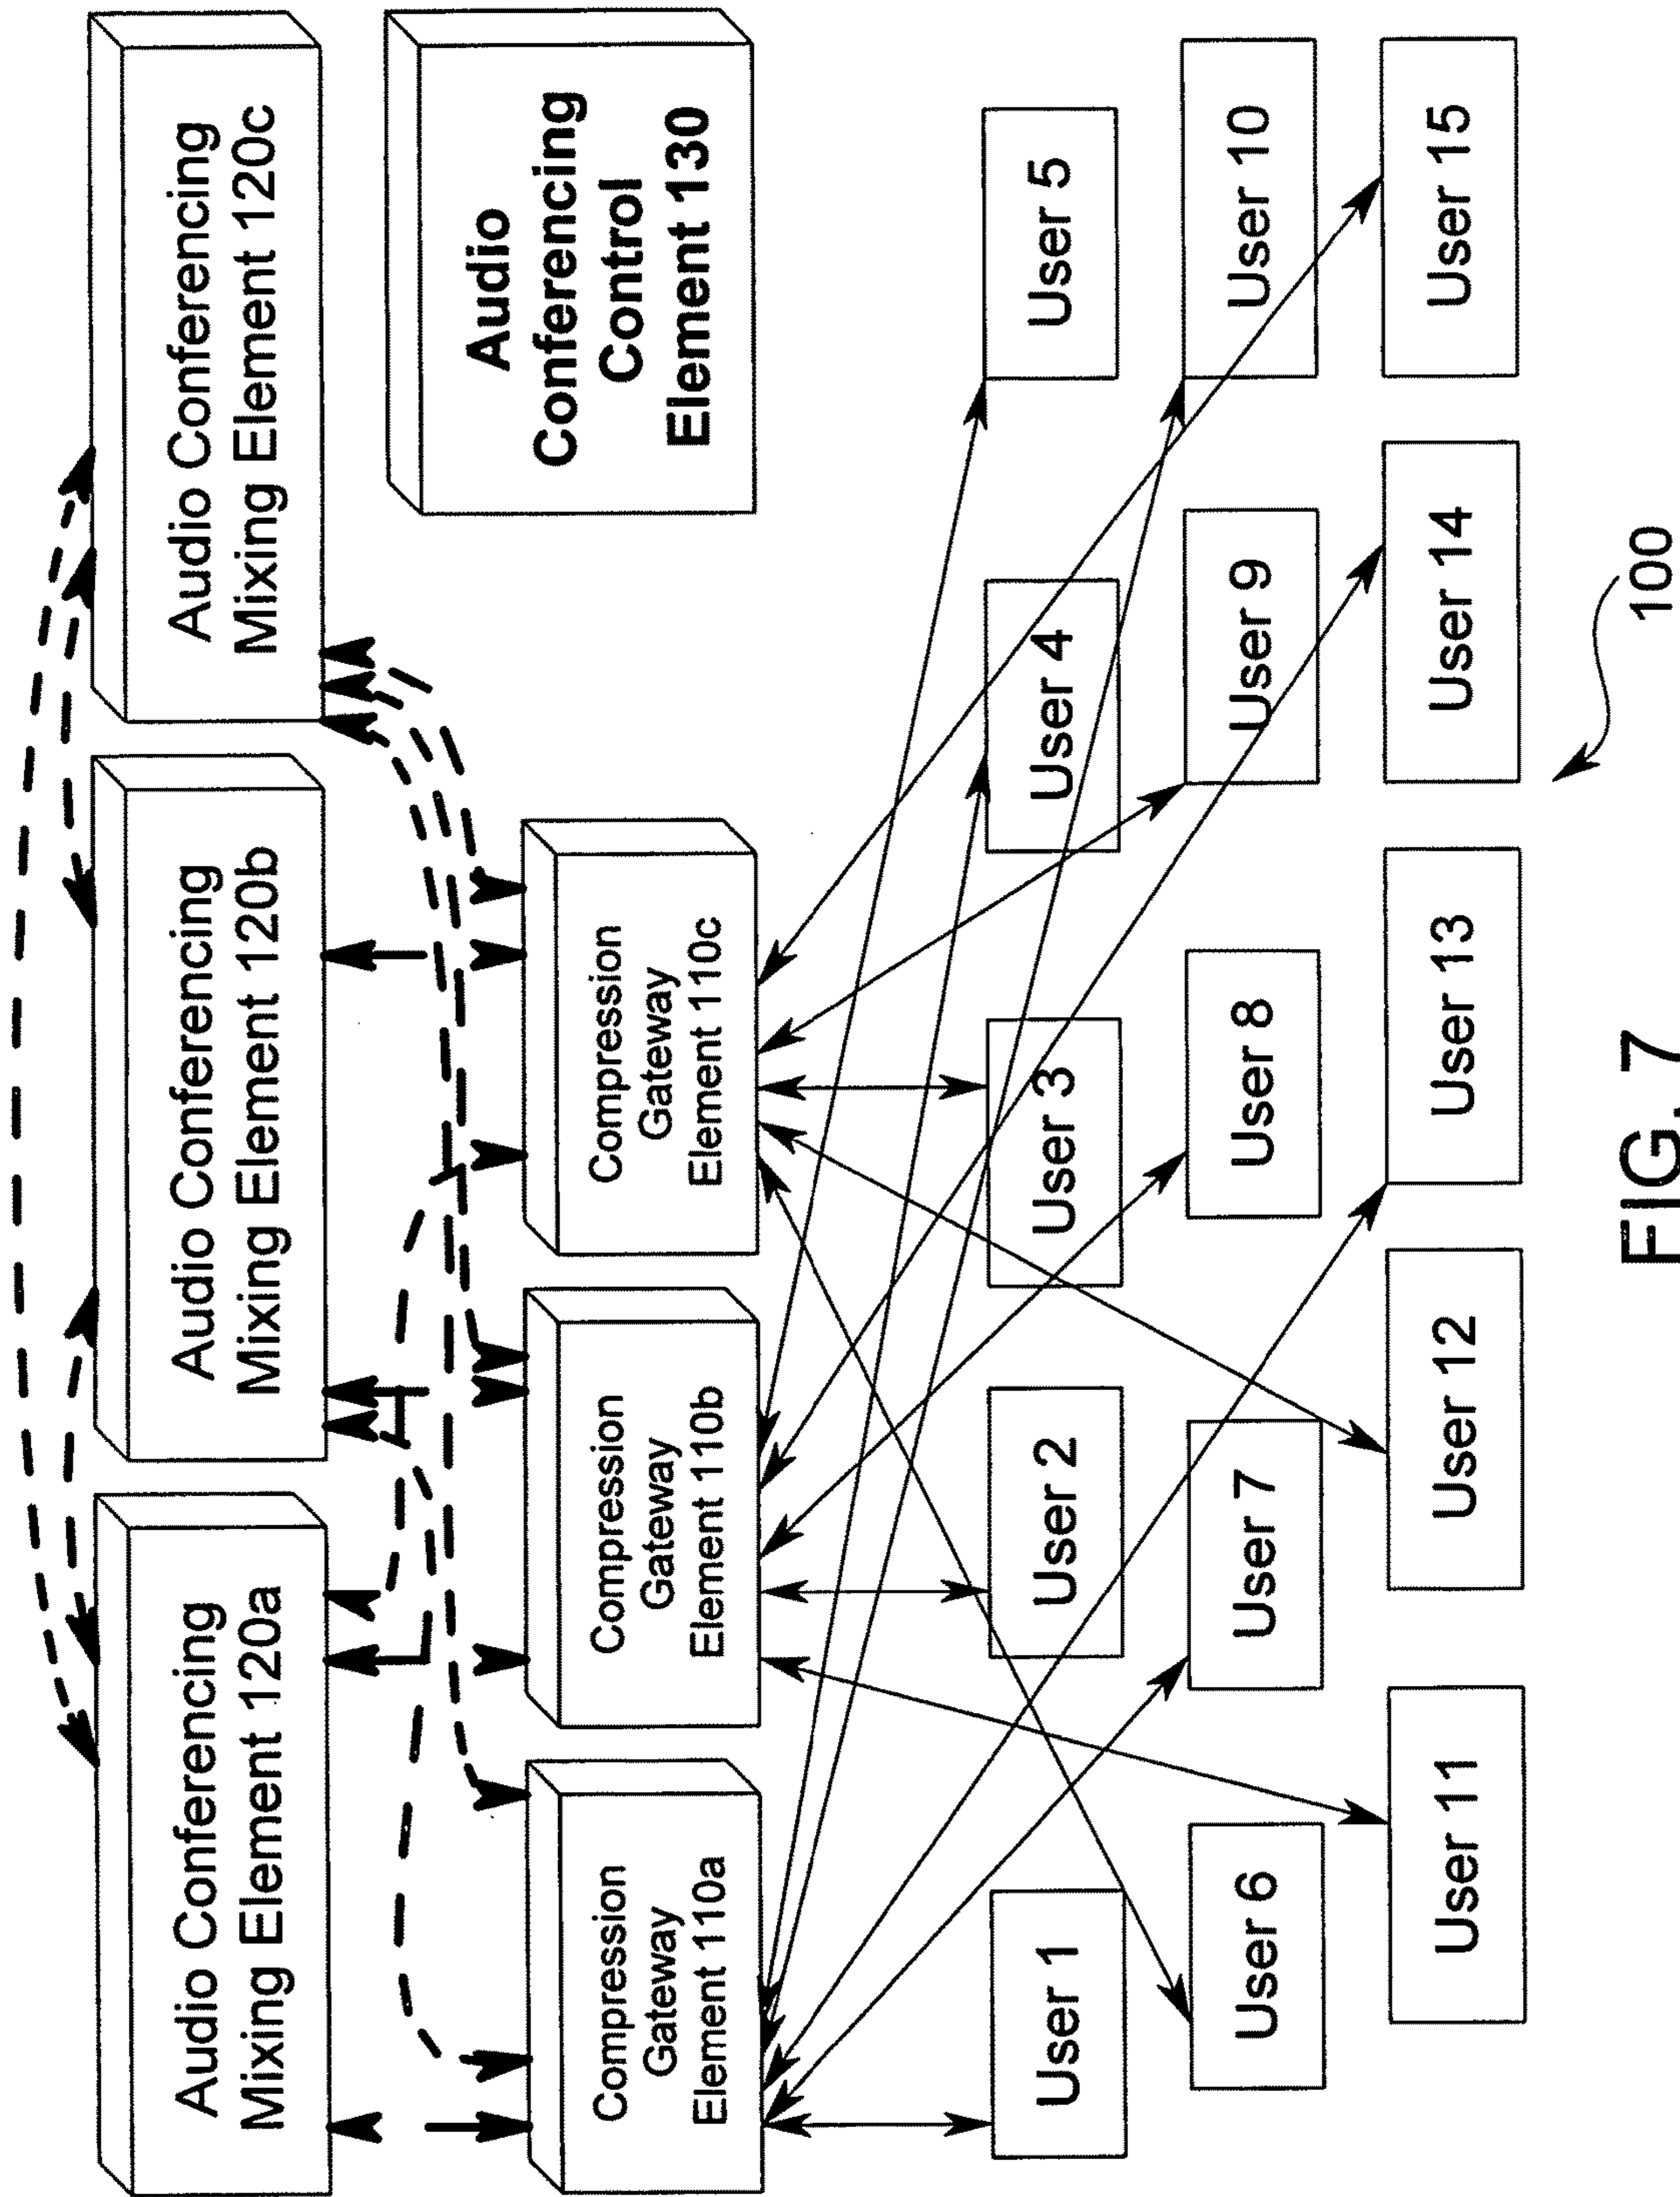 Audio Conferencing
Mixing Element 120a
Audio Conferencing
Mixing Element 120b
Audio Conferencing
Mixing Element 120c
Compression
Gateway
Element 110a
Compression
Gateway
Element 110b
Compression
Gateway
Element 110c
Audio
Conferencing
Control
Element 130
User 1
User 2
User 3
User 4
User 5
User 6
User 7
User 8
User 9
User 10
User 11
User 12
User 13
User 14
User 15
100
FIG. 7